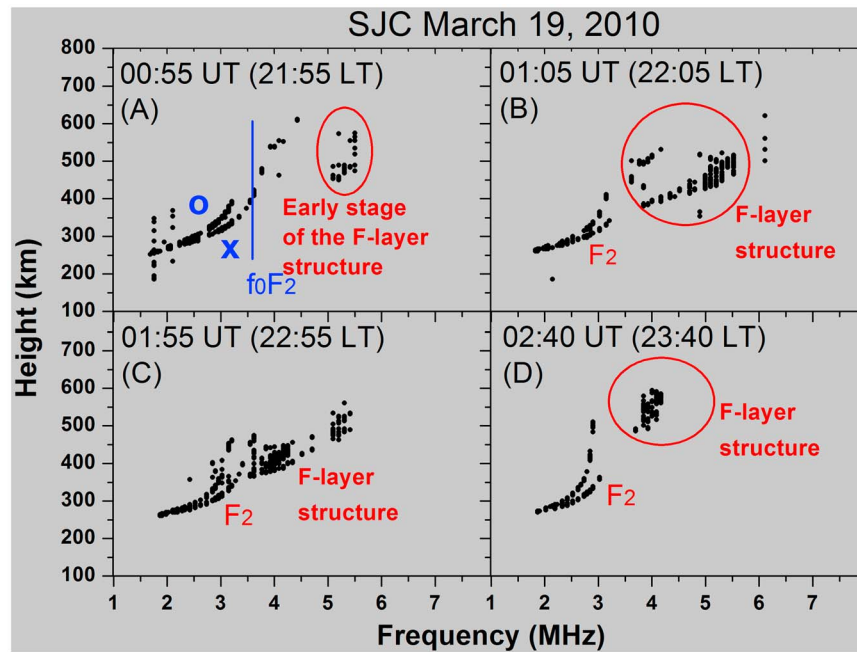 SJC March 19, 2010
Height (km)
800
700
600
500
400
300
200
100
00:55 UT (21:55 LT)
(A)
o
x
f0F2
Early stage
of the F-layer
structure
01:05 UT (22:05 LT)
(B)
F2
F-layer
structure
700
600
500
400
300
200
100
01:55 UT (22:55 LT)
(C)
F2
F-layer
structure
02:40 UT (23:40 LT)
(D)
F2
F-layer
structure
1 2 3 4 5 6 7 1 2 3 4 5 6 7
Frequency (MHz)